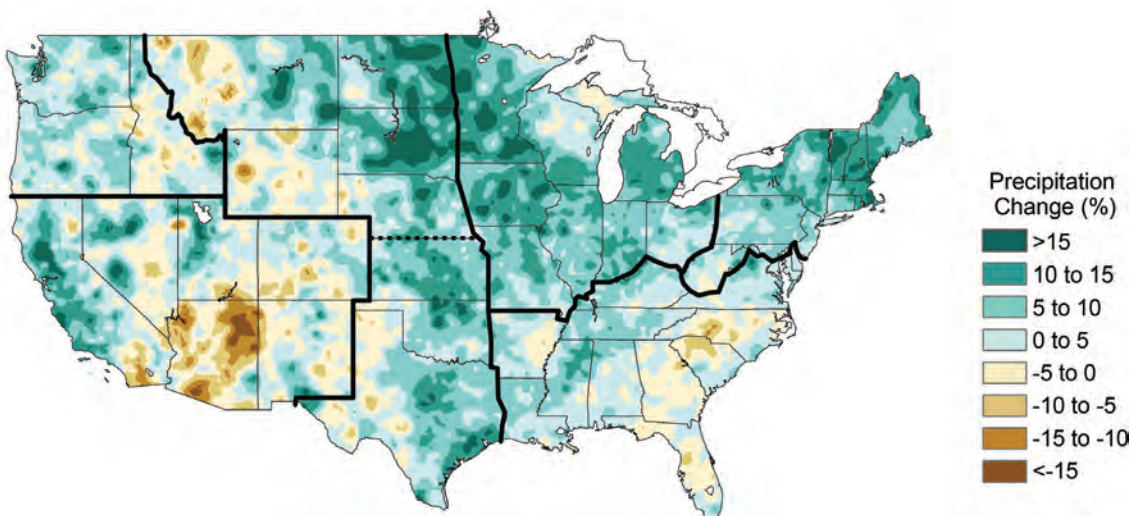 Precipitation
Change (%)
>15
10 to 15
5 to 10
0 to 5
-5 to 0
-10 to -5
-15 to -10
<-15